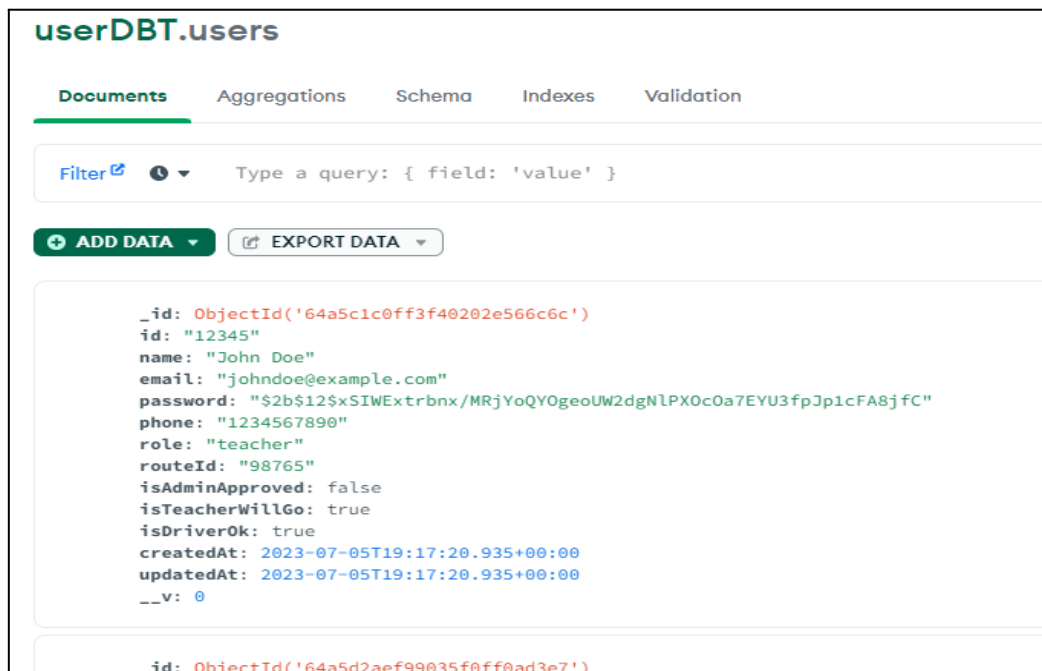 userDBT.users
Documents Aggregations Schema Indexes Validation
Filter Type a query: { field: 'value' }
ADD DATA EXPORT DATA
_id: ObjectId('64a5c1c0ff3f40202e566c6c')
id: "12345"
name: "John Doe"
email: "johndoe@example.com"
password: "$2b$12$xSIWExtrbnx/MRjYoQYOgeoUW2dgNlPXOcOa7EYU3fpJp1cFA8jfC"
phone: "1234567890"
role: "teacher"
routeId: "98765"
isAdminApproved: false
isTeacherWillGo: true
isDriverOk: true
createdAt: 2023-07-05T19:17:20.935+00:00
updatedAt: 2023-07-05T19:17:20.935+00:00
__v: 0
_id: ObjectId('64a5d2aef99035f0ff0ad3e7')